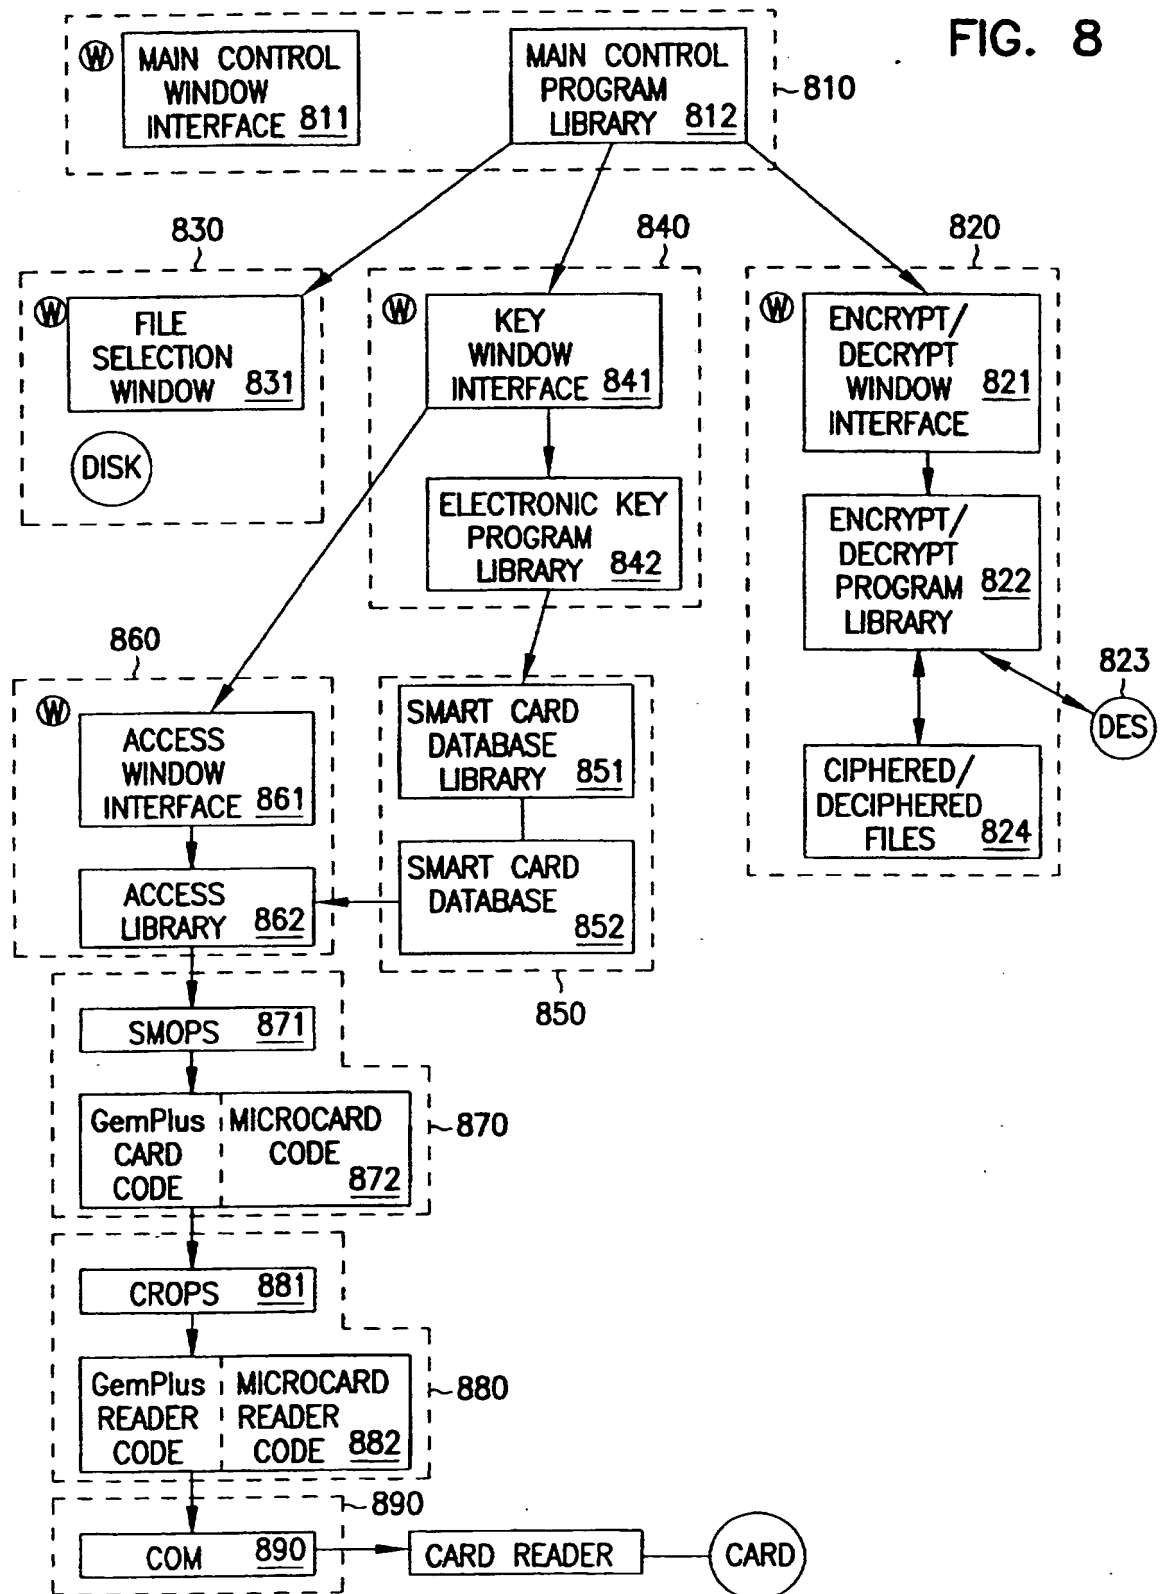 FIG. 8
W
MAIN CONTROL
WINDOW
INTERFACE 811
MAIN CONTROL
PROGRAM
LIBRARY 812
810
830
W
FILE
SELECTION
WINDOW 831
DISK
840
W
KEY
WINDOW
INTERFACE 841
ELECTRONIC KEY
PROGRAM
LIBRARY 842
820
W
ENCRYPT/
DECRYPT
WINDOW 821
INTERFACE
ENCRYPT/
DECRYPT
PROGRAM 822
LIBRARY
823
DES
CIPHERED/
DECIPHERED
FILES 824
860
W
ACCESS
WINDOW
INTERFACE 861
ACCESS
LIBRARY 862
SMART CARD
DATABASE
LIBRARY 851
SMART CARD
DATABASE
852
850
SMOPS 871
GemPlus
CARD
CODE
MICROCARD
CODE
872
870
CROPS 881
GemPlus
READER
CODE
MICROCARD
READER
CODE 882
880
890
COM 890
CARD READER
CARD